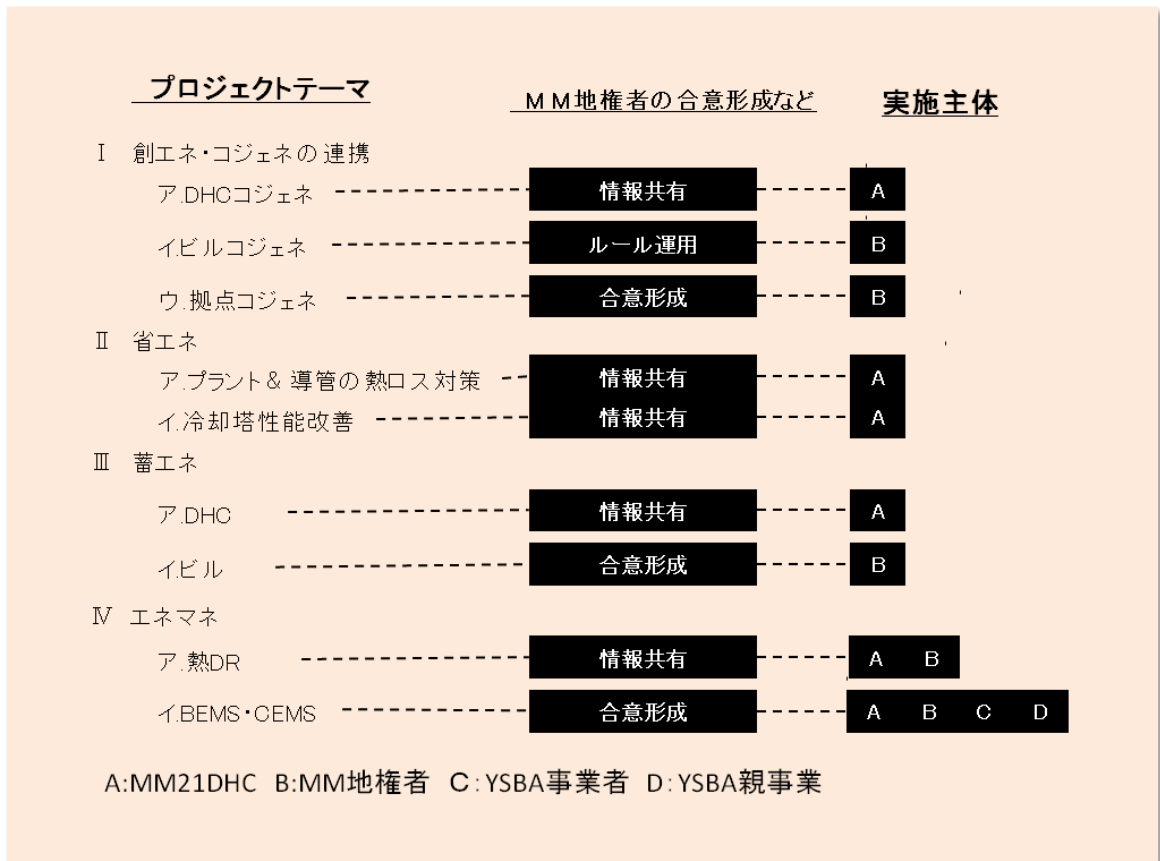 プロジェクトテーマ ＭＭ地権者の合意形成など 実施主体
Ⅰ 創エネ・コジェネの連携
ア.DHCコジェネ 情報共有 A
イ.ビルコジェネ ルール運用 B
ウ.拠点コジェネ 合意形成 B
Ⅱ 省エネ
ア.プラント& 導管の熱ロス対策 情報共有 A
イ.冷却塔性能改善 情報共有 A
Ⅲ 蓄エネ
ア.DHC 情報共有 A
イ.ビル 合意形成 B
Ⅳ エネマネ
ア.熱DR 情報共有 A B
イ.BEMS・CEMS 合意形成 A B C D
A:MM21DHC B:MM地権者 C:YSBA事業者 D:YSBA親事業